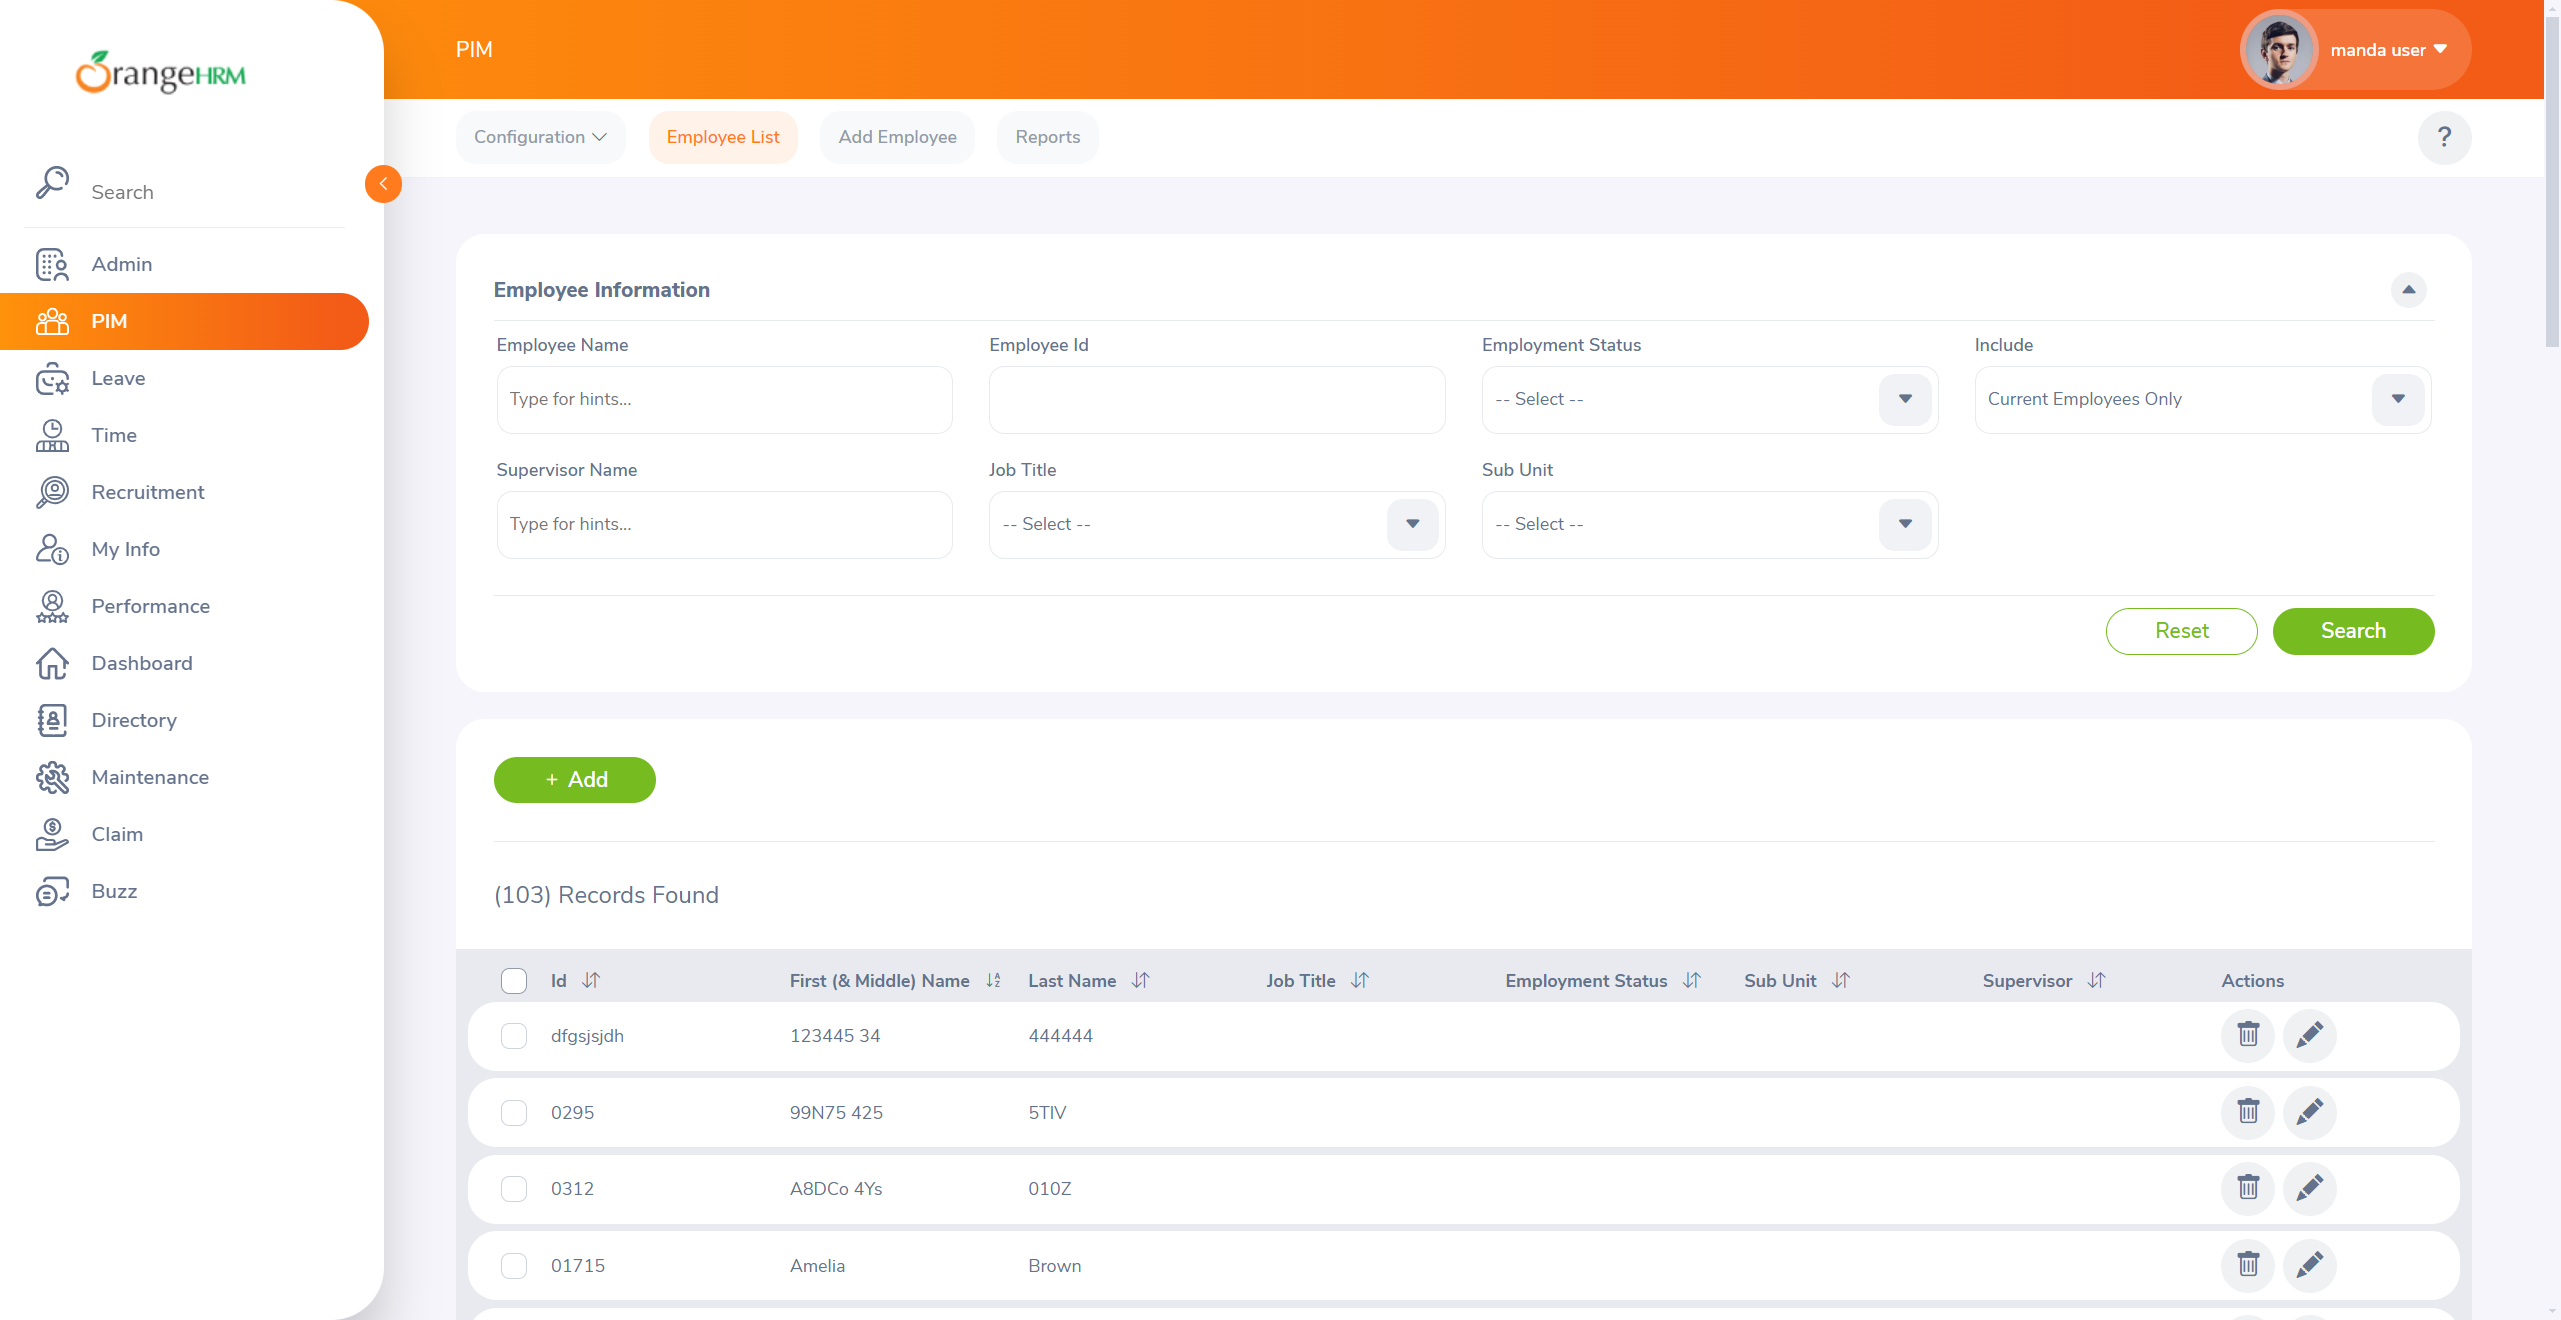 OrangeHRM
PIM
manda user
Configuration
Employee List
Add Employee
Reports
?
Search
Admin
PIM
Leave
Time
Recruitment
My Info
Performance
Dashboard
Directory
Maintenance
Claim
Buzz
Employee Information
Employee Name
Employee Id
Employment Status
Include
Type for hints...
-- Select --
Current Employees Only
Supervisor Name
Job Title
Sub Unit
Type for hints...
-- Select --
-- Select --
Reset
Search
+ Add
(103) Records Found
Id First (& Middle) Name Last Name Job Title Employment Status Sub Unit Supervisor Actions
dfgsjsjdh 123445 34 444444
0295 99N75 425 5TIV
0312 A8DCo 4Ys 010Z
01715 Amelia Brown